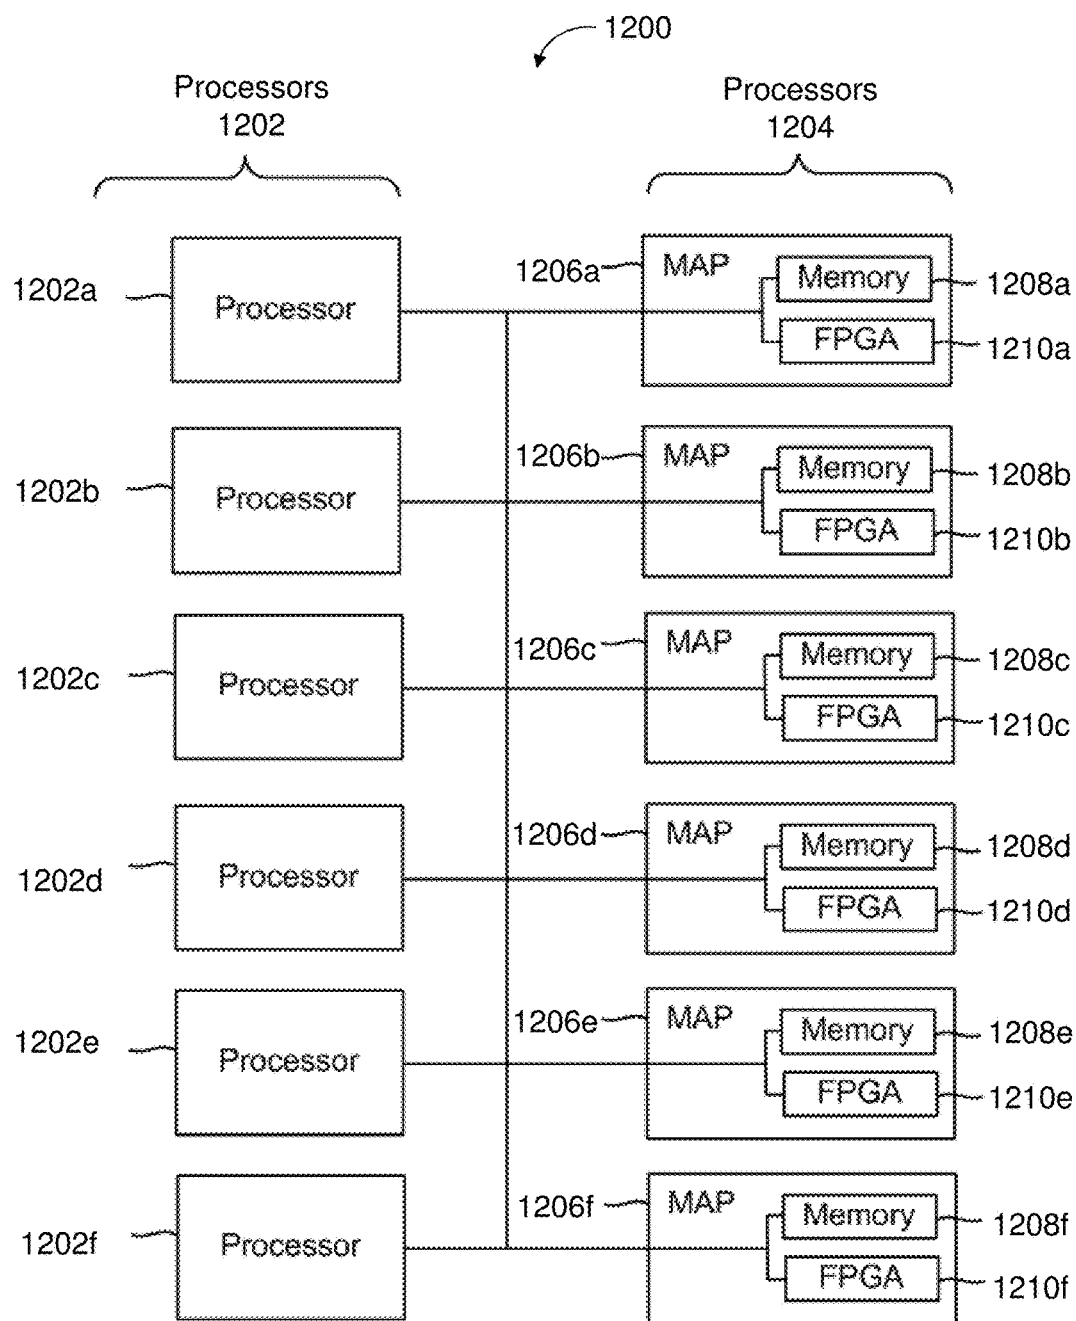 1200
Processors
1202
Processors
1204
1202a
Processor
1206a
MAP
Memory
1208a
FPGA
1210a
1202b
Processor
1206b
MAP
Memory
1208b
FPGA
1210b
1202c
Processor
1206c
MAP
Memory
1208c
FPGA
1210c
1202d
Processor
1206d
MAP
Memory
1208d
FPGA
1210d
1202e
Processor
1206e
MAP
Memory
1208e
FPGA
1210e
1202f
Processor
1206f
MAP
Memory
1208f
FPGA
1210f